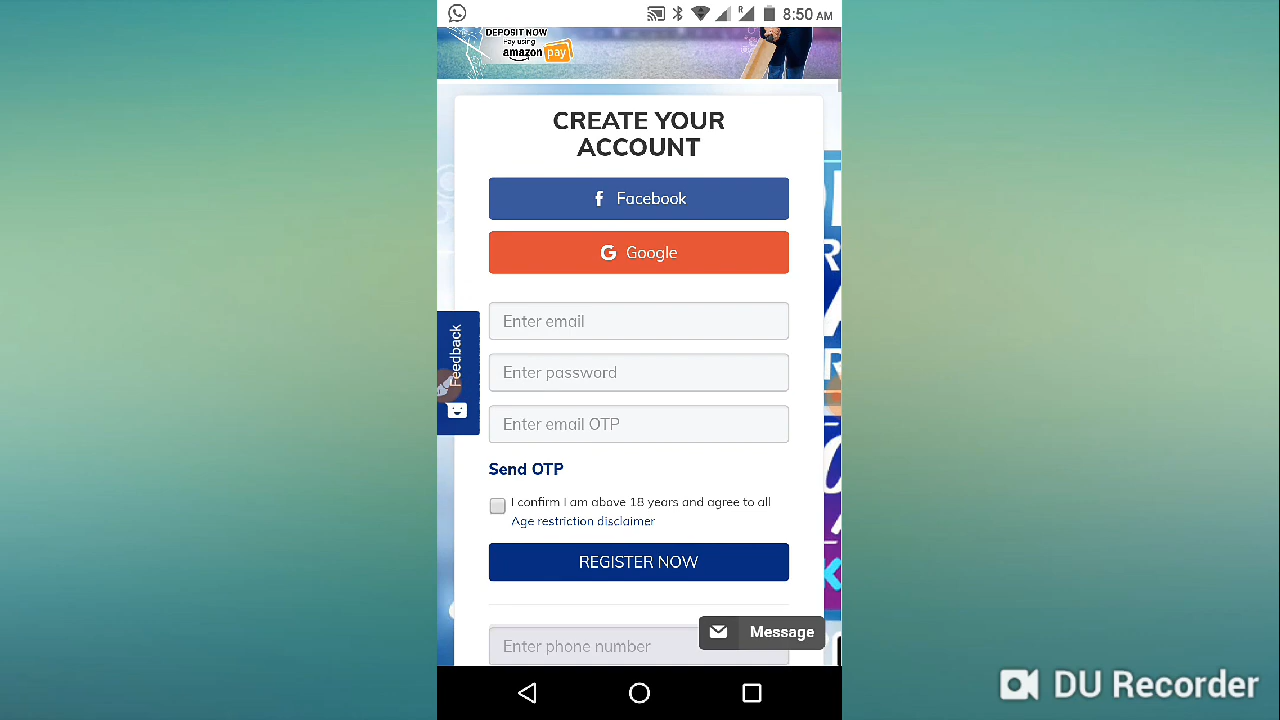 R
8:50 AM
DEPOSIT NOW
Pay using
amazon pay
CREATE YOUR
ACCOUNT
Facebook
Google
Enter email
Feedback
Enter password
Enter email OTP
Send OTP
I confirm I am above 18 years and agree to all
Age restriction disclaimer
REGISTER NOW
Enter phone number
Message
DU Recorder